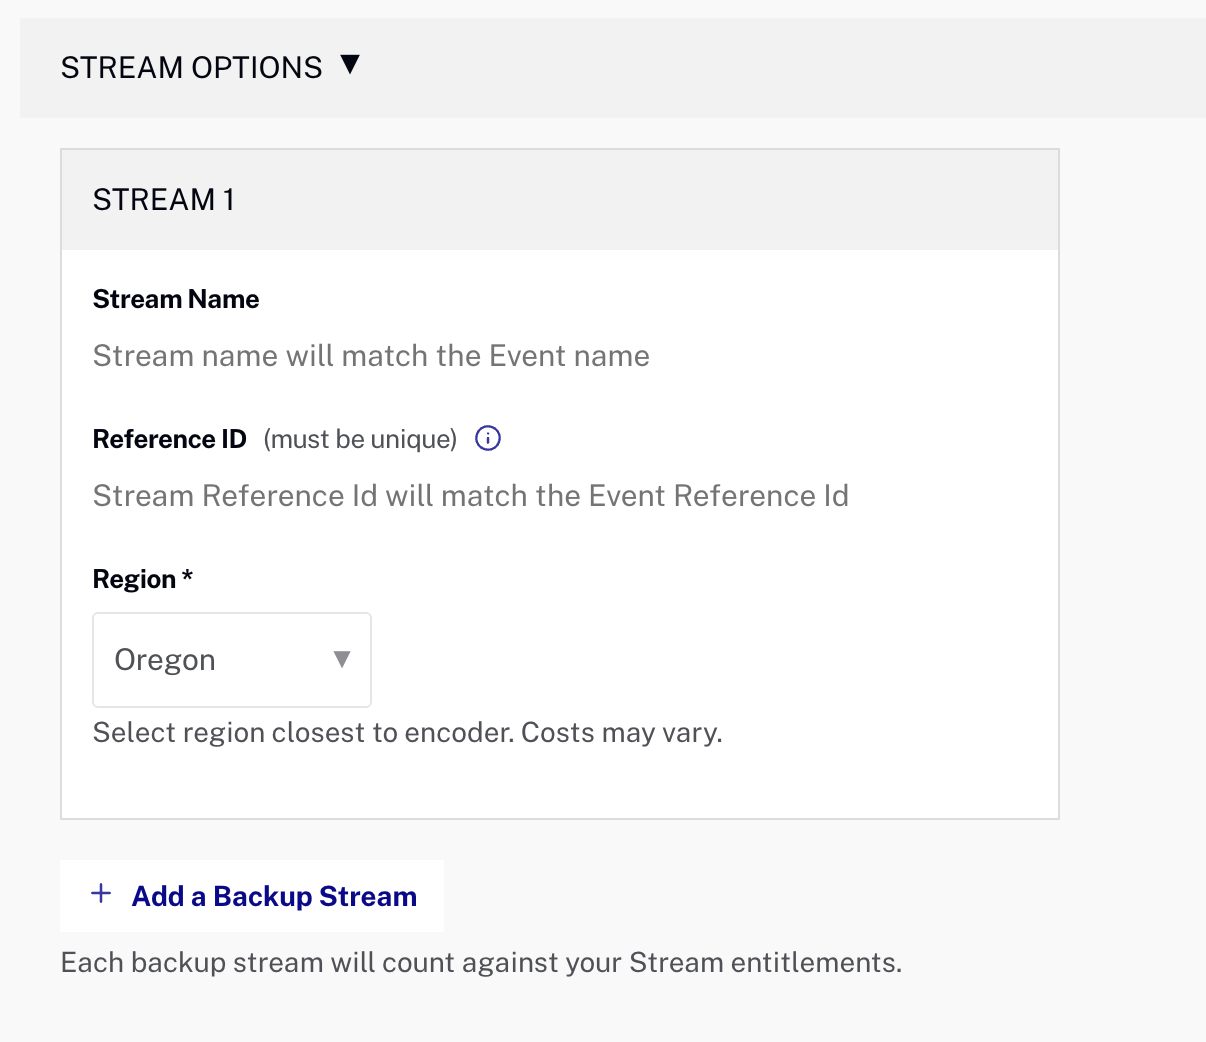 STREAM OPTIONS ▼
STREAM 1
Stream Name
Stream name will match the Event name
Reference ID (must be unique)
Stream Reference Id will match the Event Reference Id
Region *
Oregon ▼
Select region closest to encoder. Costs may vary.
+ Add a Backup Stream
Each backup stream will count against your Stream entitlements.